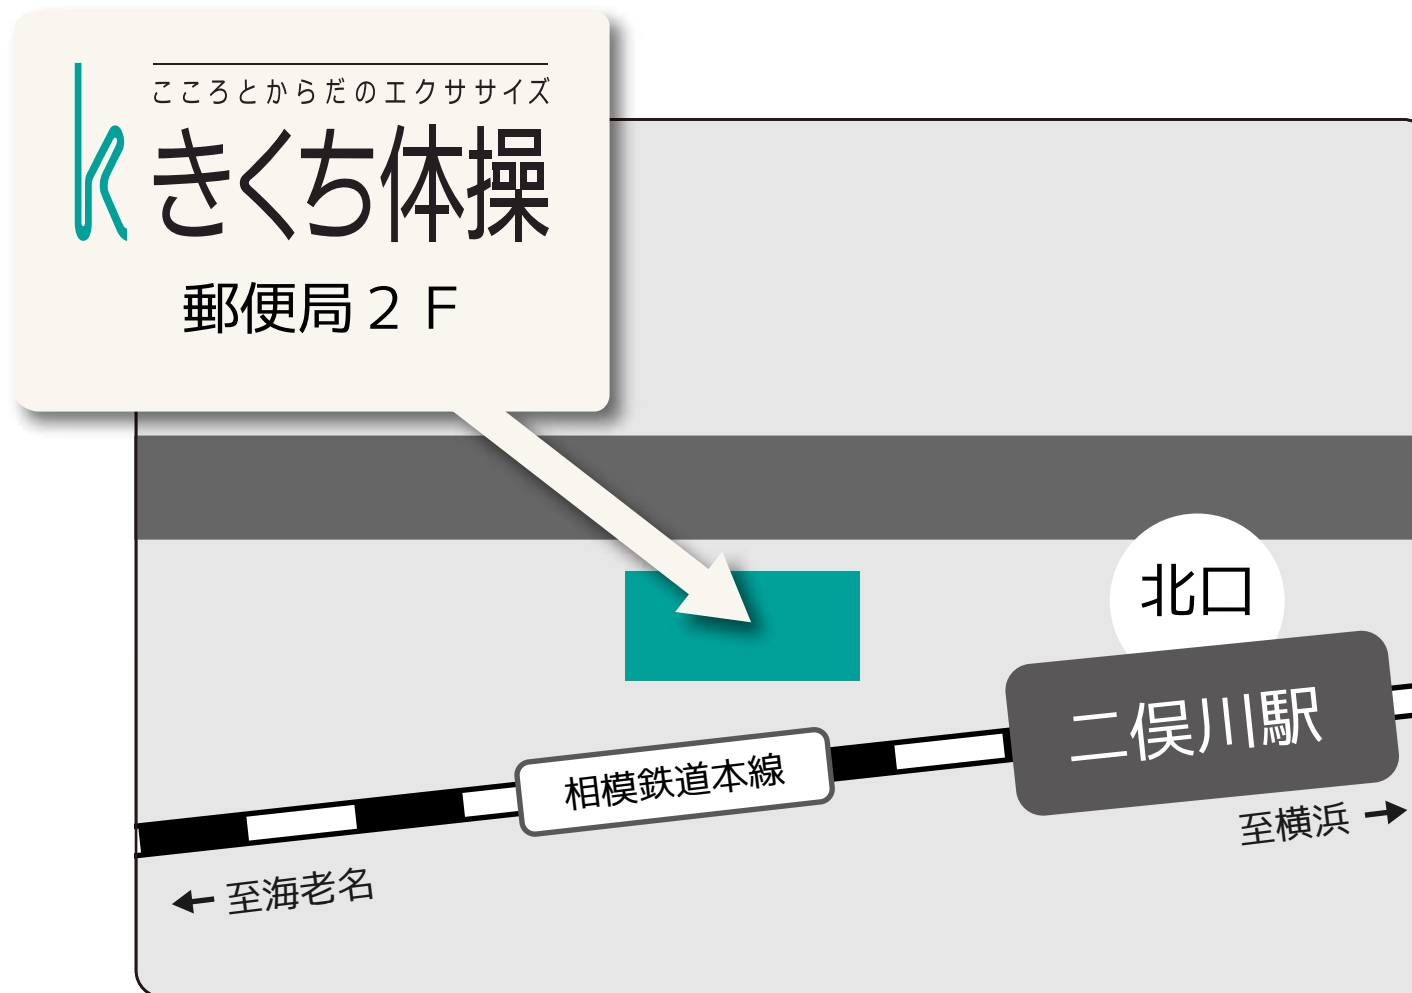 こころとからだのエクササイズ
きくち体操
郵便局２Ｆ
北口
二俣川駅
相模鉄道本線
至横浜 →
← 至海老名